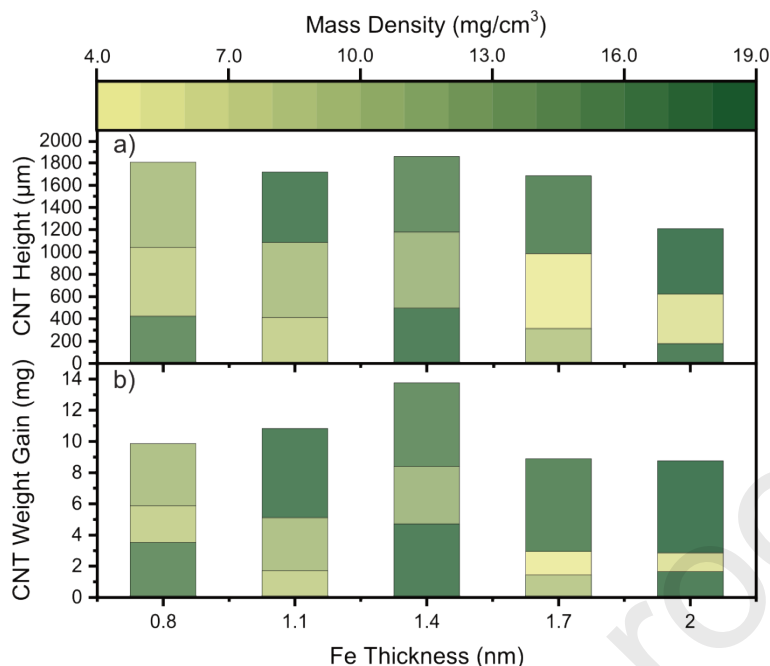 Mass Density (mg/cm³)
4.0 7.0 10.0 13.0 16.0 19.0
a)
CNT Height (μm)
2000
1800
1600
1400
1200
1000
800
600
400
200
0
b)
CNT Weight Gain (mg)
14
12
10
8
6
4
2
0
0.8 1.1 1.4 1.7 2
Fe Thickness (nm)